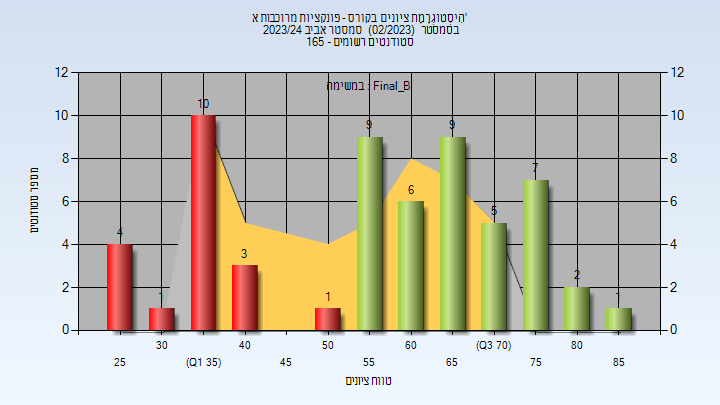 הִיסְטוֹגְרָמַת ציונים בקורס - פונקציות מרוכבות א'
בסמסטר (02/2023) סמסטר אביב 2023/24
סטודנטים רשומים - 165
במשימה : Final_B
12 12
10 10
8 8
6 6
4 4
2 2
0 0
מספר סטודנטים
4 1 10 3 1 9 6 9 5 7 2 1
30 40 50 60 (Q3 70) 80
25 (Q1 35) 45 55 65 75 85
טווח ציונים